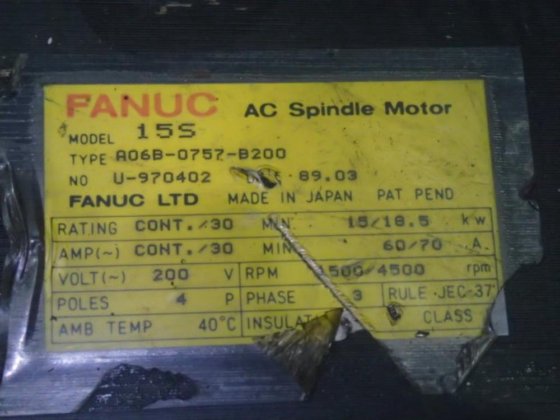 FANUC AC Spindle Motor
MODEL 15S
TYPE A06B-0757-B200
NO U-970402 89.03
FANUC LTD MADE IN JAPAN PAT PEND
RATING CONT./30 MIN 15/18.5 kw
AMP(~) CONT./30 MIN 60/70 A
VOLT(~) 200 V RPM 1500/4500 rpm
POLES 4 P PHASE 3 RULE JEC-37
AMB TEMP 40°C CLASS